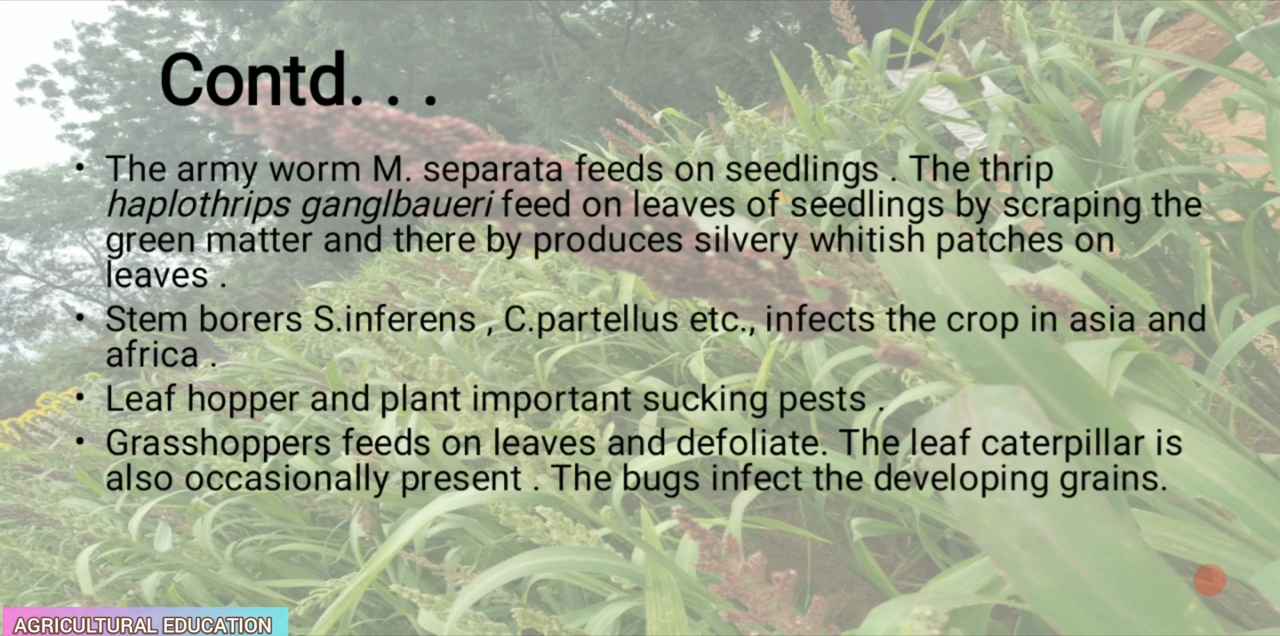 Contd. . .
• The army worm M. separata feeds on seedlings . The thrip
haplothrips ganglbaueri feed on leaves of seedlings by scraping the
green matter and there by produces silvery whitish patches on
leaves .
• Stem borers S.inferens , C.partellus etc., infects the crop in asia and
africa .
• Leaf hopper and plant important sucking pests .
• Grasshoppers feeds on leaves and defoliate. The leaf caterpillar is
also occasionally present . The bugs infect the developing grains.
AGRICULTURAL EDUCATION